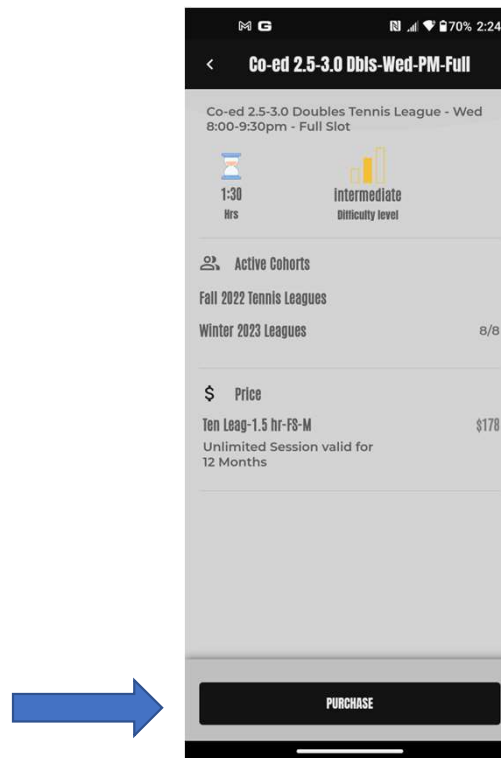 70% 2:24
Co-ed 2.5-3.0 Dbls-Wed-PM-Full
Co-ed 2.5-3.0 Doubles Tennis League - Wed
8:00-9:30pm - Full Slot
1:30
Hrs
intermediate
Difficulty level
Active Cohorts
Fall 2022 Tennis Leagues
Winter 2023 Leagues 8/8
$ Price
Ten Leag-1.5 hr-FS-M $178
Unlimited Session valid for
12 Months
PURCHASE